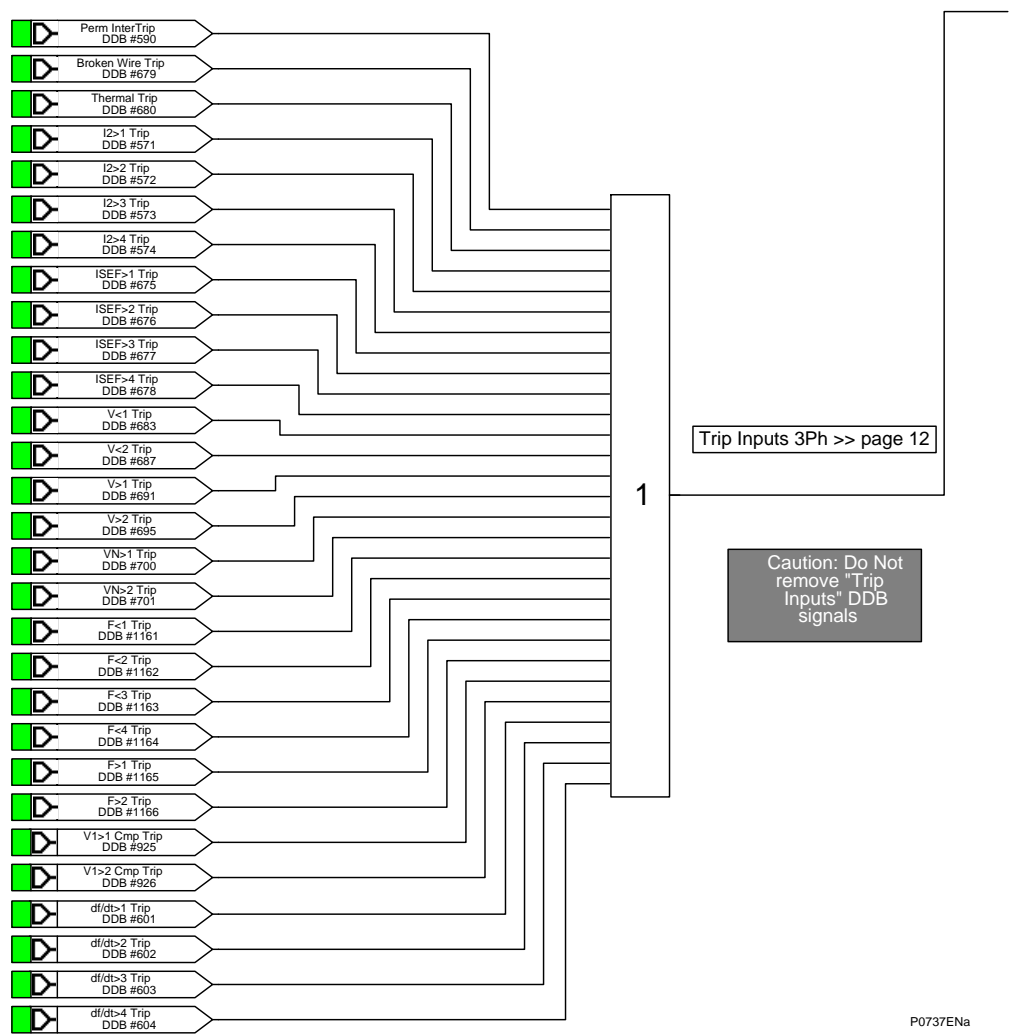 Perm InterTrip
DDB #590
Broken Wire Trip
DDB #679
Thermal Trip
DDB #680
I2>1 Trip
DDB #571
I2>2 Trip
DDB #572
I2>3 Trip
DDB #573
I2>4 Trip
DDB #574
ISEF>1 Trip
DDB #675
ISEF>2 Trip
DDB #676
ISEF>3 Trip
DDB #677
ISEF>4 Trip
DDB #678
V<1 Trip
DDB #683
V<2 Trip
DDB #687
V>1 Trip
DDB #691
V>2 Trip
DDB #695
VN>1 Trip
DDB #700
VN>2 Trip
DDB #701
F<1 Trip
DDB #1161
F<2 Trip
DDB #1162
F<3 Trip
DDB #1163
F<4 Trip
DDB #1164
F>1 Trip
DDB #1165
F>2 Trip
DDB #1166
V1>1 Cmp Trip
DDB #925
V1>2 Cmp Trip
DDB #926
df/dt>1 Trip
DDB #601
df/dt>2 Trip
DDB #602
df/dt>3 Trip
DDB #603
df/dt>4 Trip
DDB #604
1
Trip Inputs 3Ph >> page 12
Caution: Do Not
remove "Trip
Inputs" DDB
signals
P0737ENa